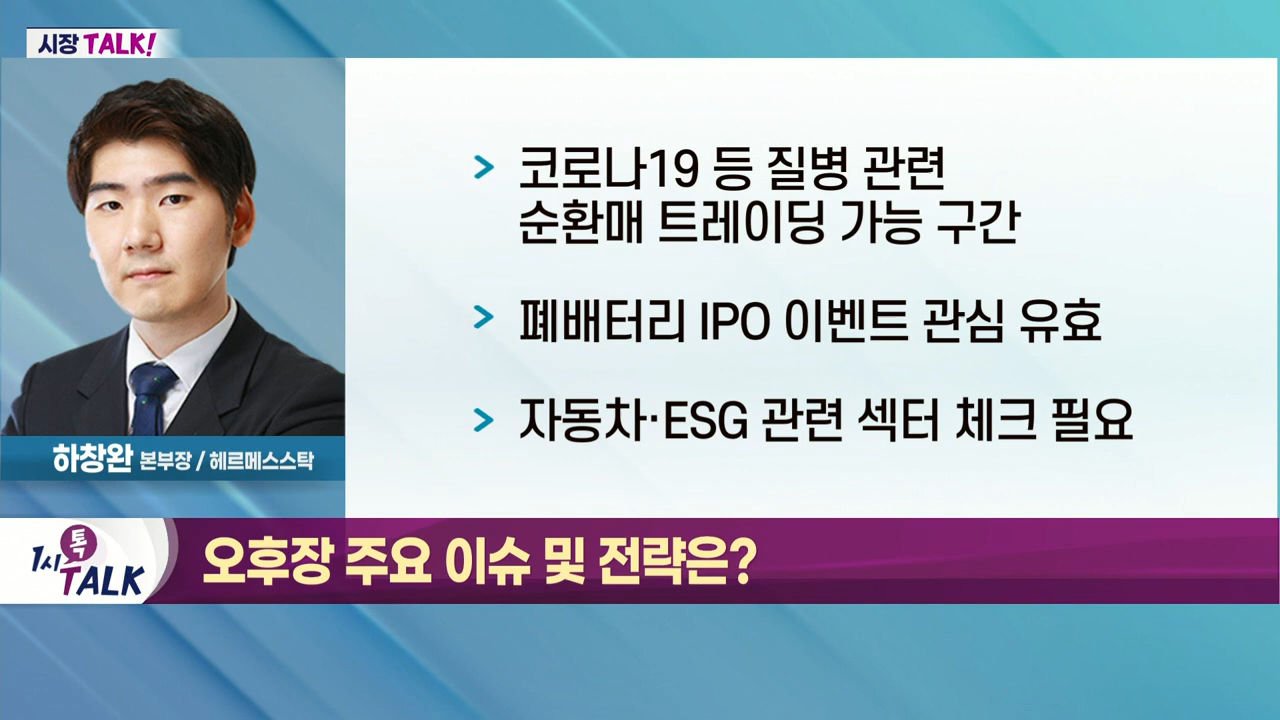 시장 TALK!
코로나19 등 질병 관련
순환매 트레이딩 가능 구간
폐배터리 IPO 이벤트 관심 유효
자동차·ESG 관련 섹터 체크 필요
하창완 본부장 / 헤르메스스탁
1시 톡 TALK
오후장 주요 이슈 및 전략은?